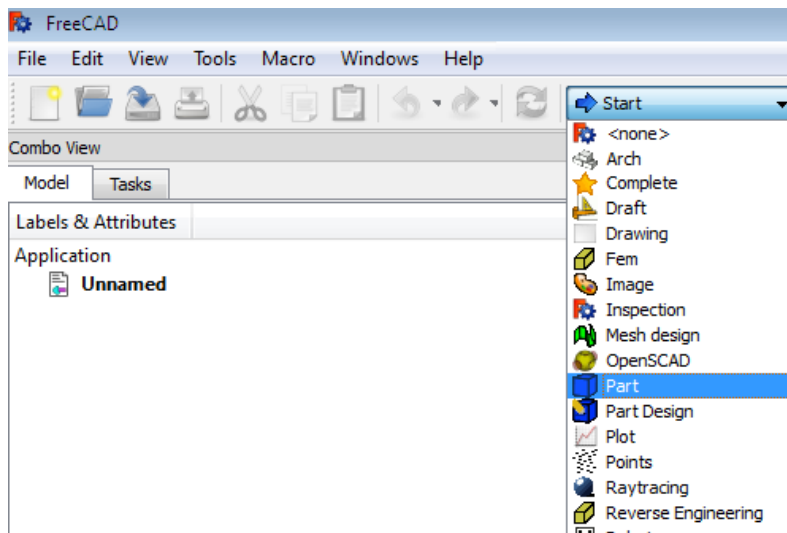 FreeCAD
File Edit View Tools Macro Windows Help
Start
Combo View
<none>
Arch
Model Tasks
Complete
Draft
Labels & Attributes
Drawing
Application
Fem
Unnamed
Image
Inspection
Mesh design
OpenSCAD
Part
Part Design
Plot
Points
Raytracing
Reverse Engineering